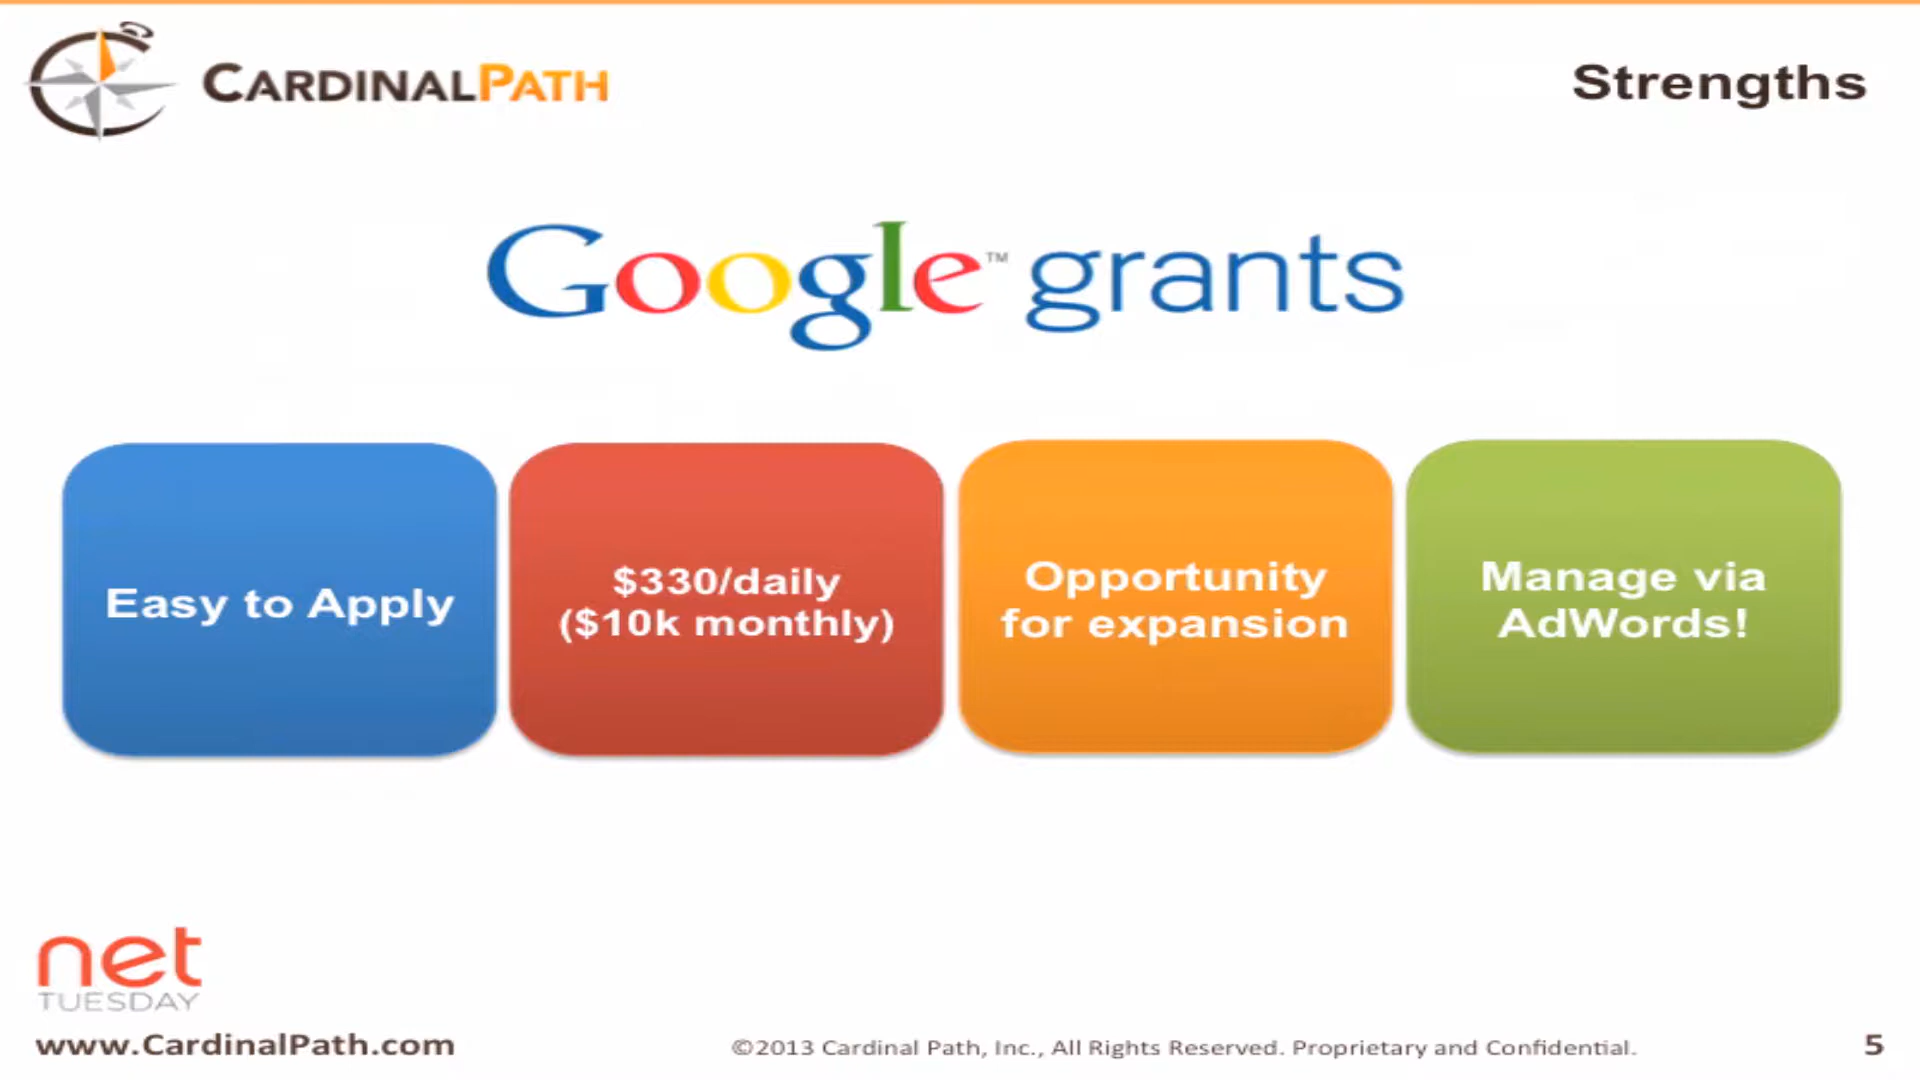 CARDINALPATH
Strengths
Google™ grants
Easy to Apply
$330/daily
($10k monthly)
Opportunity
for expansion
Manage via
AdWords!
net
TUESDAY
www.CardinalPath.com
©2013 Cardinal Path, Inc., All Rights Reserved. Proprietary and Confidential.
5